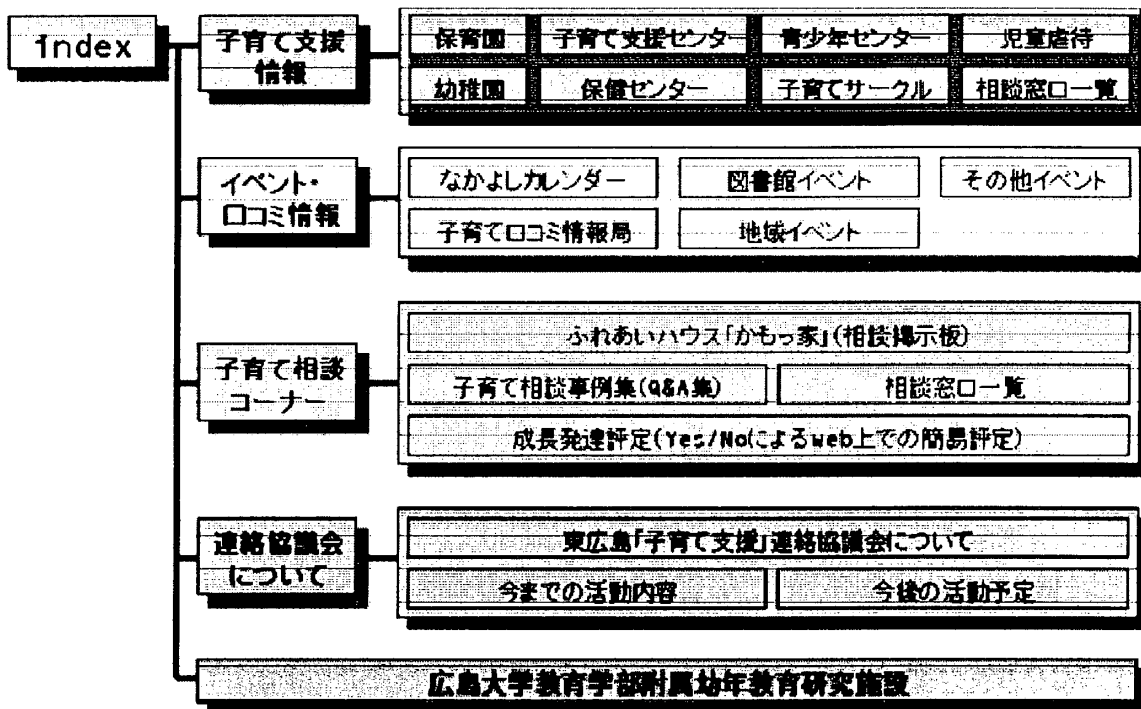 index
子育て支援
情報
保育園 子育て支援センター 青少年センター 児童虐待
幼稚園 保健センター 子育てサークル 相談窓口一覧
イベント・
口コミ情報
なかよしカレンダー 図書館イベント その他イベント
子育て口コミ情報局 地域イベント
子育て相談
コーナー
ふれあいハウス「かもっ家」(相談掲示板)
子育て相談事例集(Q&A集) 相談窓口一覧
成長発達評定(Yes/Noによるweb上での簡易評定)
連絡協議会
について
東広島「子育て支援」連絡協議会について
今までの活動内容 今後の活動予定
広島大学教育学部附属幼年教育研究施設